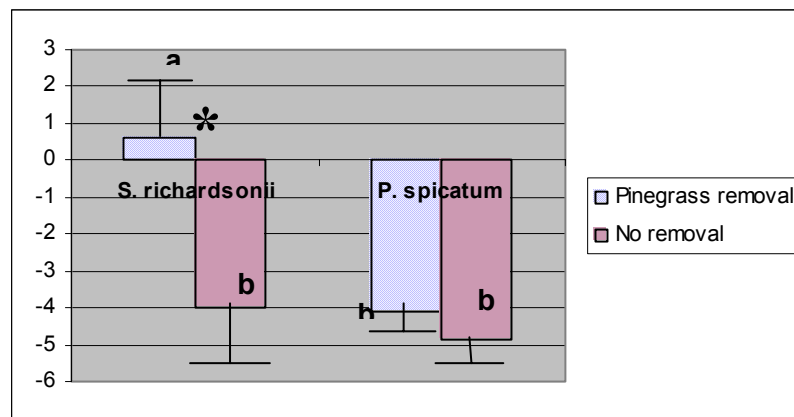 3
2
1
0
-1
-2
-3
-4
-5
-6
a
*
S. richardsonii
P. spicatum
b
b
Pinegrass removal
No removal